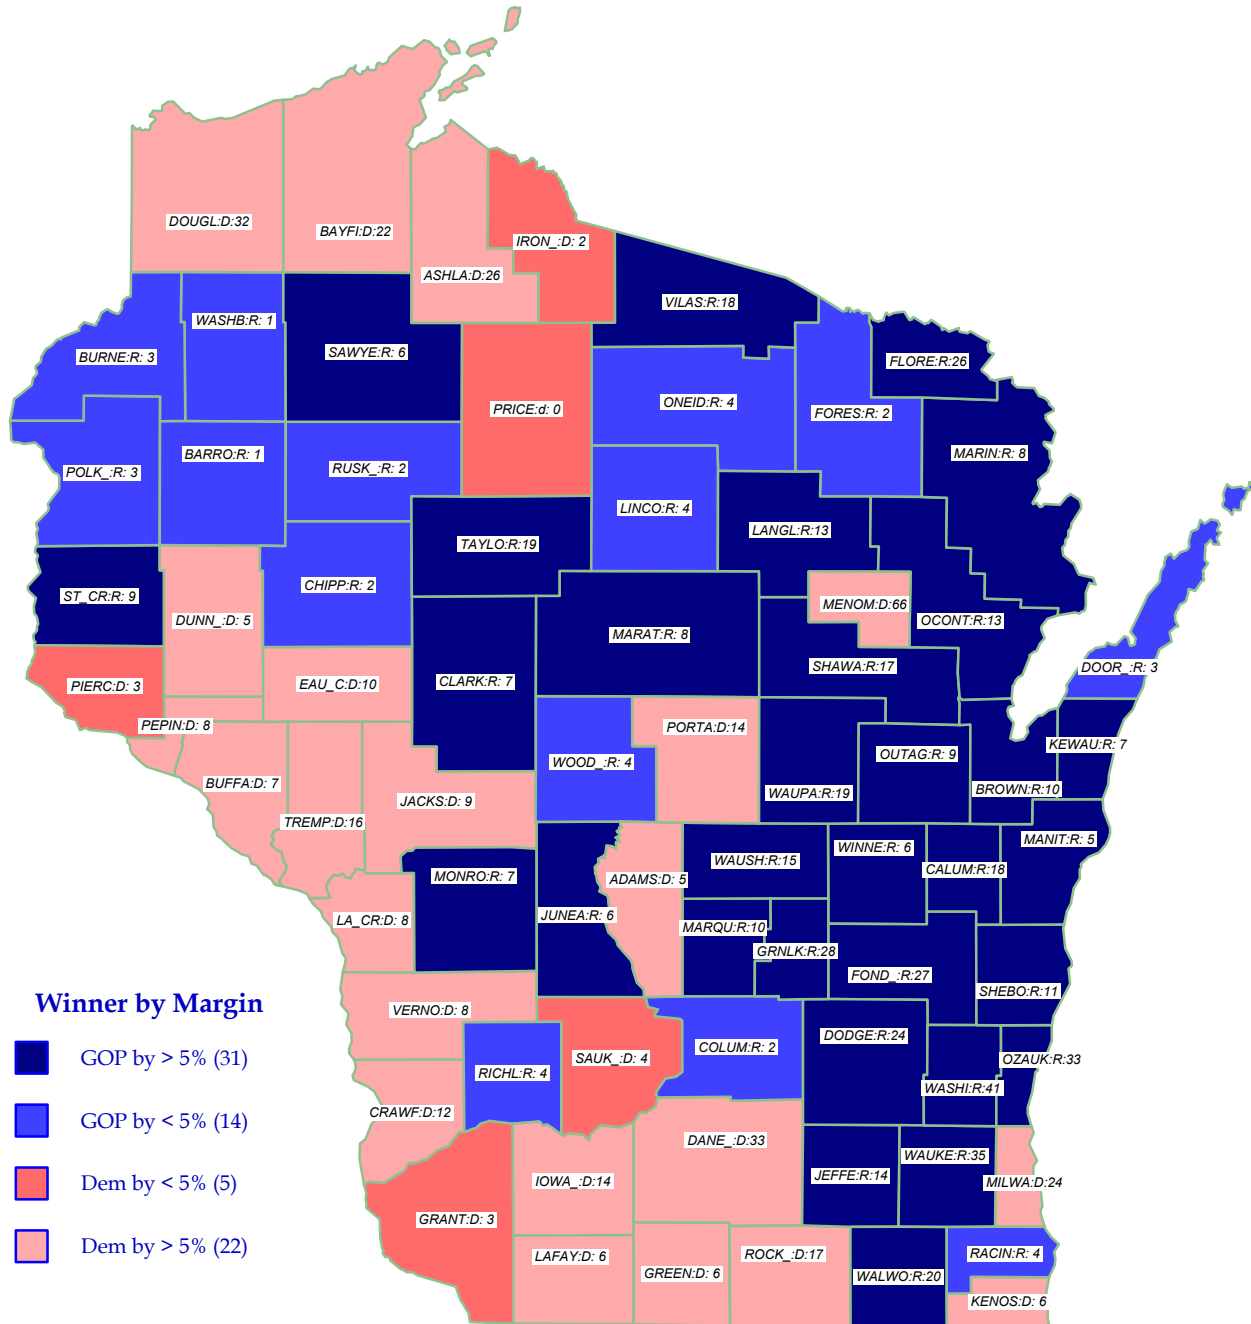 DOUGL:D:32
BAYFI:D:22
IRON_:D: 2
ASHLA:D:26
VILAS:R:18
WASHB:R: 1
BURNE:R: 3
SAWYE:R: 6
FLORE:R:26
ONEID:R: 4
PRICE:d: 0
FORES:R: 2
BARRO:R: 1
MARIN:R: 8
POLK_:R: 3
RUSK_:R: 2
LINCO:R: 4
LANGL:R:13
TAYLO:R:19
CHIPP:R: 2
ST_CR:R: 9
MENOM:D:66
DUNN_:D: 5
OCONT:R:13
MARAT:R: 8
SHAWA:R:17
DOOR_:R: 3
CLARK:R: 7
PIERC:D: 3
EAU_C:D:10
PEPIN:D: 8
PORTA:D:14
KEWAU:R: 7
OUTAG:R: 9
WOOD_:R: 4
BUFFA:D: 7
BROWN:R:10
WAUPA:R:19
JACKS:D: 9
TREMP:D:16
MANIT:R: 5
WINNE:R: 6
WAUSH:R:15
CALUM:R:18
MONRO:R: 7
ADAMS:D: 5
LA_CR:D: 8
JUNEA:R: 6
MARQU:R:10
GRNLK:R:28
FOND_:R:27
SHEBO:R:11
VERNO:D: 8
DODGE:R:24
COLUM:R: 2
SAUK_:D: 4
OZAUK:R:33
RICHL:R: 4
WASHI:R:41
CRAWF:D:12
DANE_:D:33
WAUKE:R:35
JEFFE:R:14
IOWA_:D:14
MILWA:D:24
GRANT:D: 3
LAFAY:D: 6
ROCK_:D:17
RACIN:R: 4
GREEN:D: 6
WALWO:R:20
KENOS:D: 6
Winner by Margin
GOP by > 5% (31)
GOP by < 5% (14)
Dem by < 5% (5)
Dem by > 5% (22)